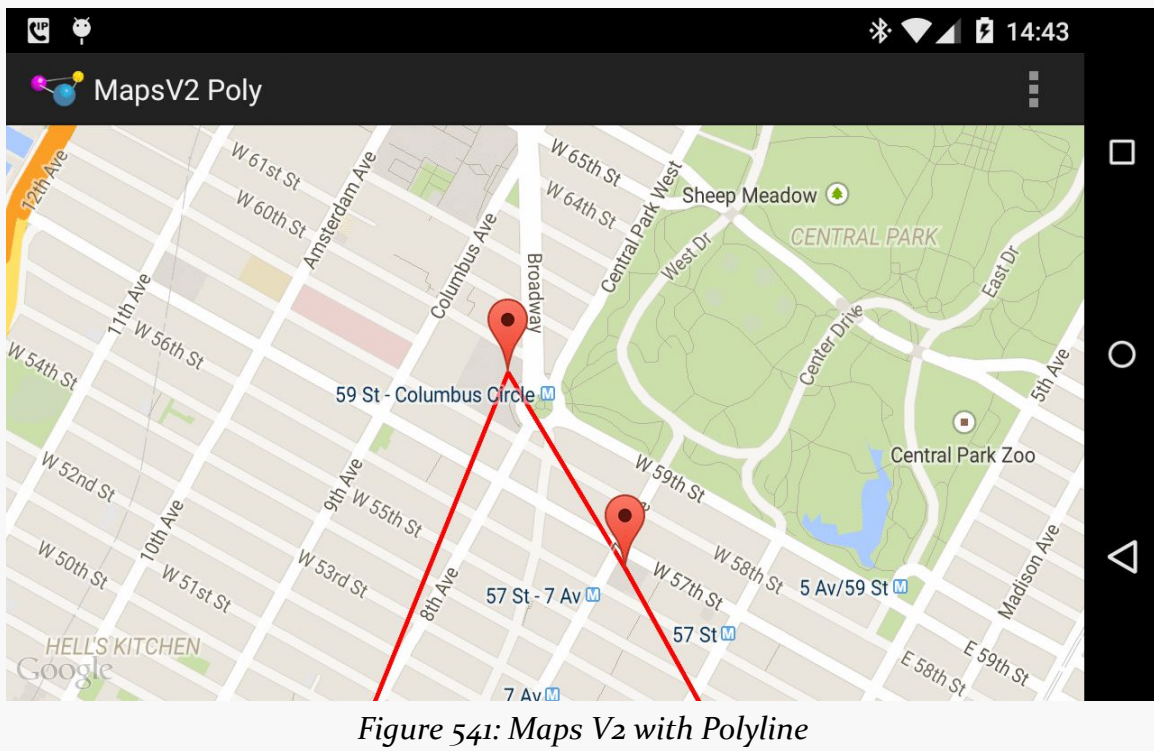 14:43
MapsV2 Poly
12th Ave
W 61st St
W 60th St
Amsterdam Ave
Columbus Ave
Broadway
W 65th St
W 64th St
Central Park West
Sheep Meadow
CENTRAL PARK
West Dr
East Dr
Center Drive
5th Ave
11th Ave
W 56th St
W 54th St
59 St - Columbus Circle M
Central Park Zoo
W 59th St
W 52nd St
9th Ave
W 55th St
10th Ave
W 50th St
W 51st St
W 53rd St
8th Ave
57 St - 7 Av M
W 57th St
W 58th St
5 Av/59 St M
Madison Ave
57 St M
HELL'S KITCHEN
Google
E 59th St
E 58th St
7 Av M
Figure 541: Maps V2 with Polyline